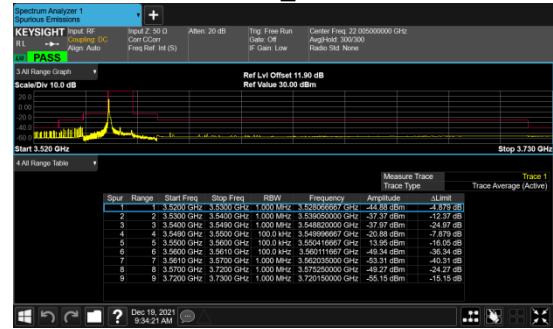 Spectrum Analyzer 1
Spurious Emissions
+
KEYSIGHT Input: RF Input Z: 50 Ω Atten: 20 dB Trig: Free Run Center Freq: 22.005000000 GHz
RL Coupling: DC Corr CCorr Gate: Off Avg|Hold: 300/300
Align: Auto Freq Ref: Int (S) IF Gain: Low Radio Std: None
PASS
3 All Range Graph
Ref Lvl Offset 11.90 dB
Scale/Div 10.0 dB Ref Value 30.00 dBm
20.0
0.00
-20.0
-40.0
-60.0
Start 3.520 GHz Stop 3.730 GHz
4 All Range Table
Measure Trace Trace 1
Trace Type Trace Average (Active)
Spur Range Start Freq Stop Freq RBW Frequency Amplitude ΔLimit
1 1 3.5200 GHz 3.5300 GHz 1.000 MHz 3.528066667 GHz -44.88 dBm -4.879 dB
2 2 3.5300 GHz 3.5400 GHz 1.000 MHz 3.539050000 GHz -37.37 dBm -12.37 dB
3 3 3.5400 GHz 3.5490 GHz 1.000 MHz 3.548820000 GHz -37.97 dBm -24.97 dB
4 4 3.5490 GHz 3.5500 GHz 100.0 kHz 3.549996667 GHz -20.88 dBm -7.879 dB
5 5 3.5500 GHz 3.5600 GHz 100.0 kHz 3.550416667 GHz 13.95 dBm -16.05 dB
6 6 3.5600 GHz 3.5610 GHz 100.0 kHz 3.560111667 GHz -49.34 dBm -36.34 dB
7 7 3.5610 GHz 3.5700 GHz 1.000 MHz 3.562035000 GHz -53.31 dBm -40.31 dB
8 8 3.5700 GHz 3.7200 GHz 1.000 MHz 3.575250000 GHz -49.27 dBm -24.27 dB
9 9 3.7200 GHz 3.7300 GHz 1.000 MHz 3.720150000 GHz -55.15 dBm -15.15 dB
? Dec 19, 2021
9:34:21 AM